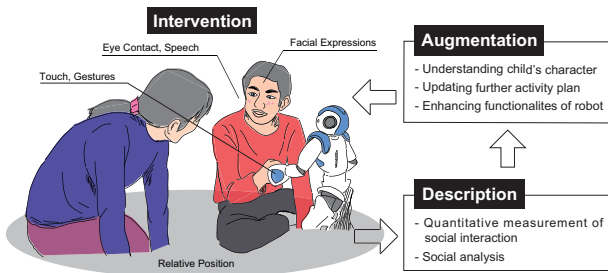 Intervention
Eye Contact, Speech
Facial Expressions
Touch, Gestures
Relative Position
Augmentation
- Understanding child's character
- Updating further activity plan
- Enhancing functionalites of robot
Description
- Quantitative measurement of
social interaction
- Social analysis